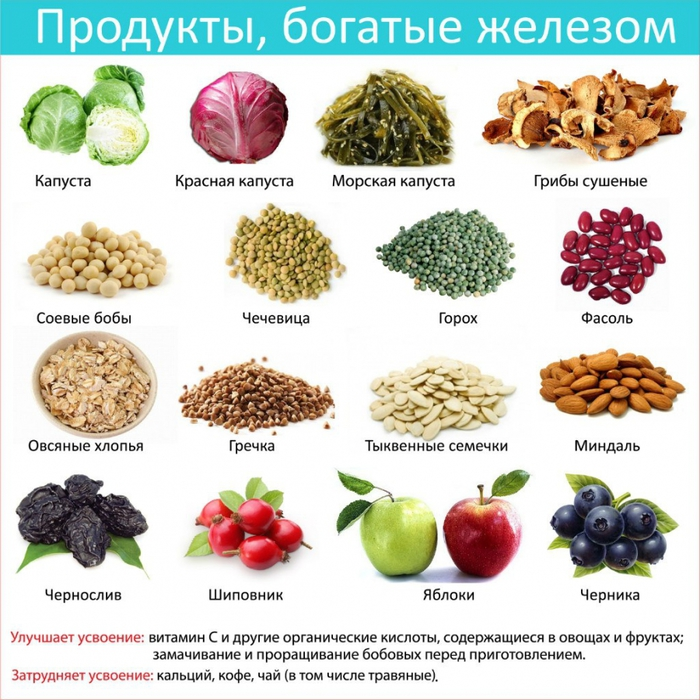 Продукты, богатые железом
Капуста
Красная капуста
Морская капуста
Грибы сушеные
Соевые бобы
Чечевица
Горох
Фасоль
Овсяные хлопья
Гречка
Тыквенные семечки
Миндаль
Чернослив
Шиповник
Яблоки
Черника
Улучшает усвоение: витамин С и другие органические кислоты, содержащиеся в овощах и фруктах;
замачивание и проращивание бобовых перед приготовлением.
Затрудняет усвоение: кальций, кофе, чай (в том числе травяные).